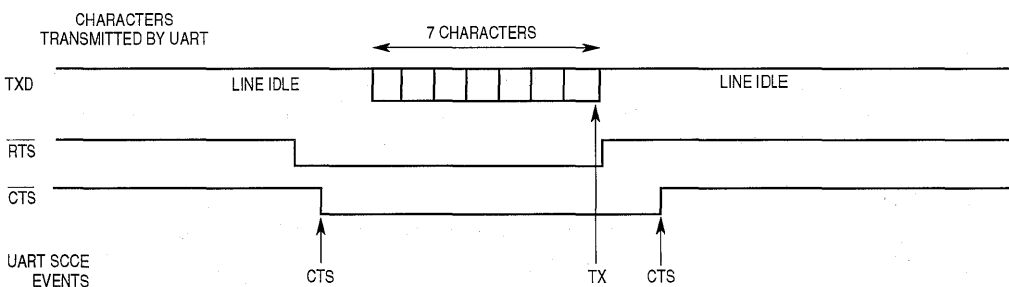 CHARACTERS
TRANSMITTED BY UART
7 CHARACTERS
TXD
LINE IDLE
LINE IDLE
RTS
CTS
UART SCCE
EVENTS
CTS
TX
CTS